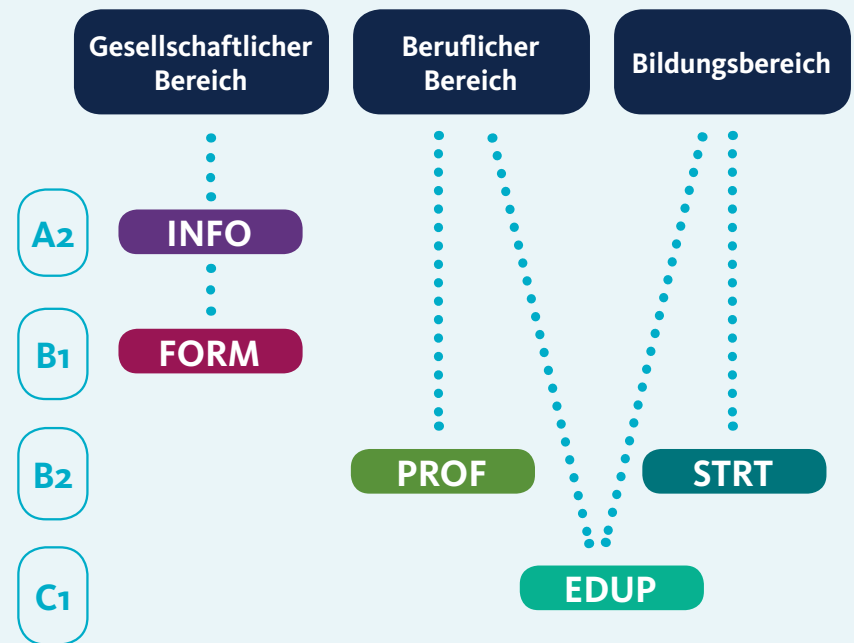 Gesellschaftlicher
Bereich
Beruflicher
Bereich
Bildungsbereich
A2
INFO
B1
FORM
B2
PROF
STRT
C1
EDUP